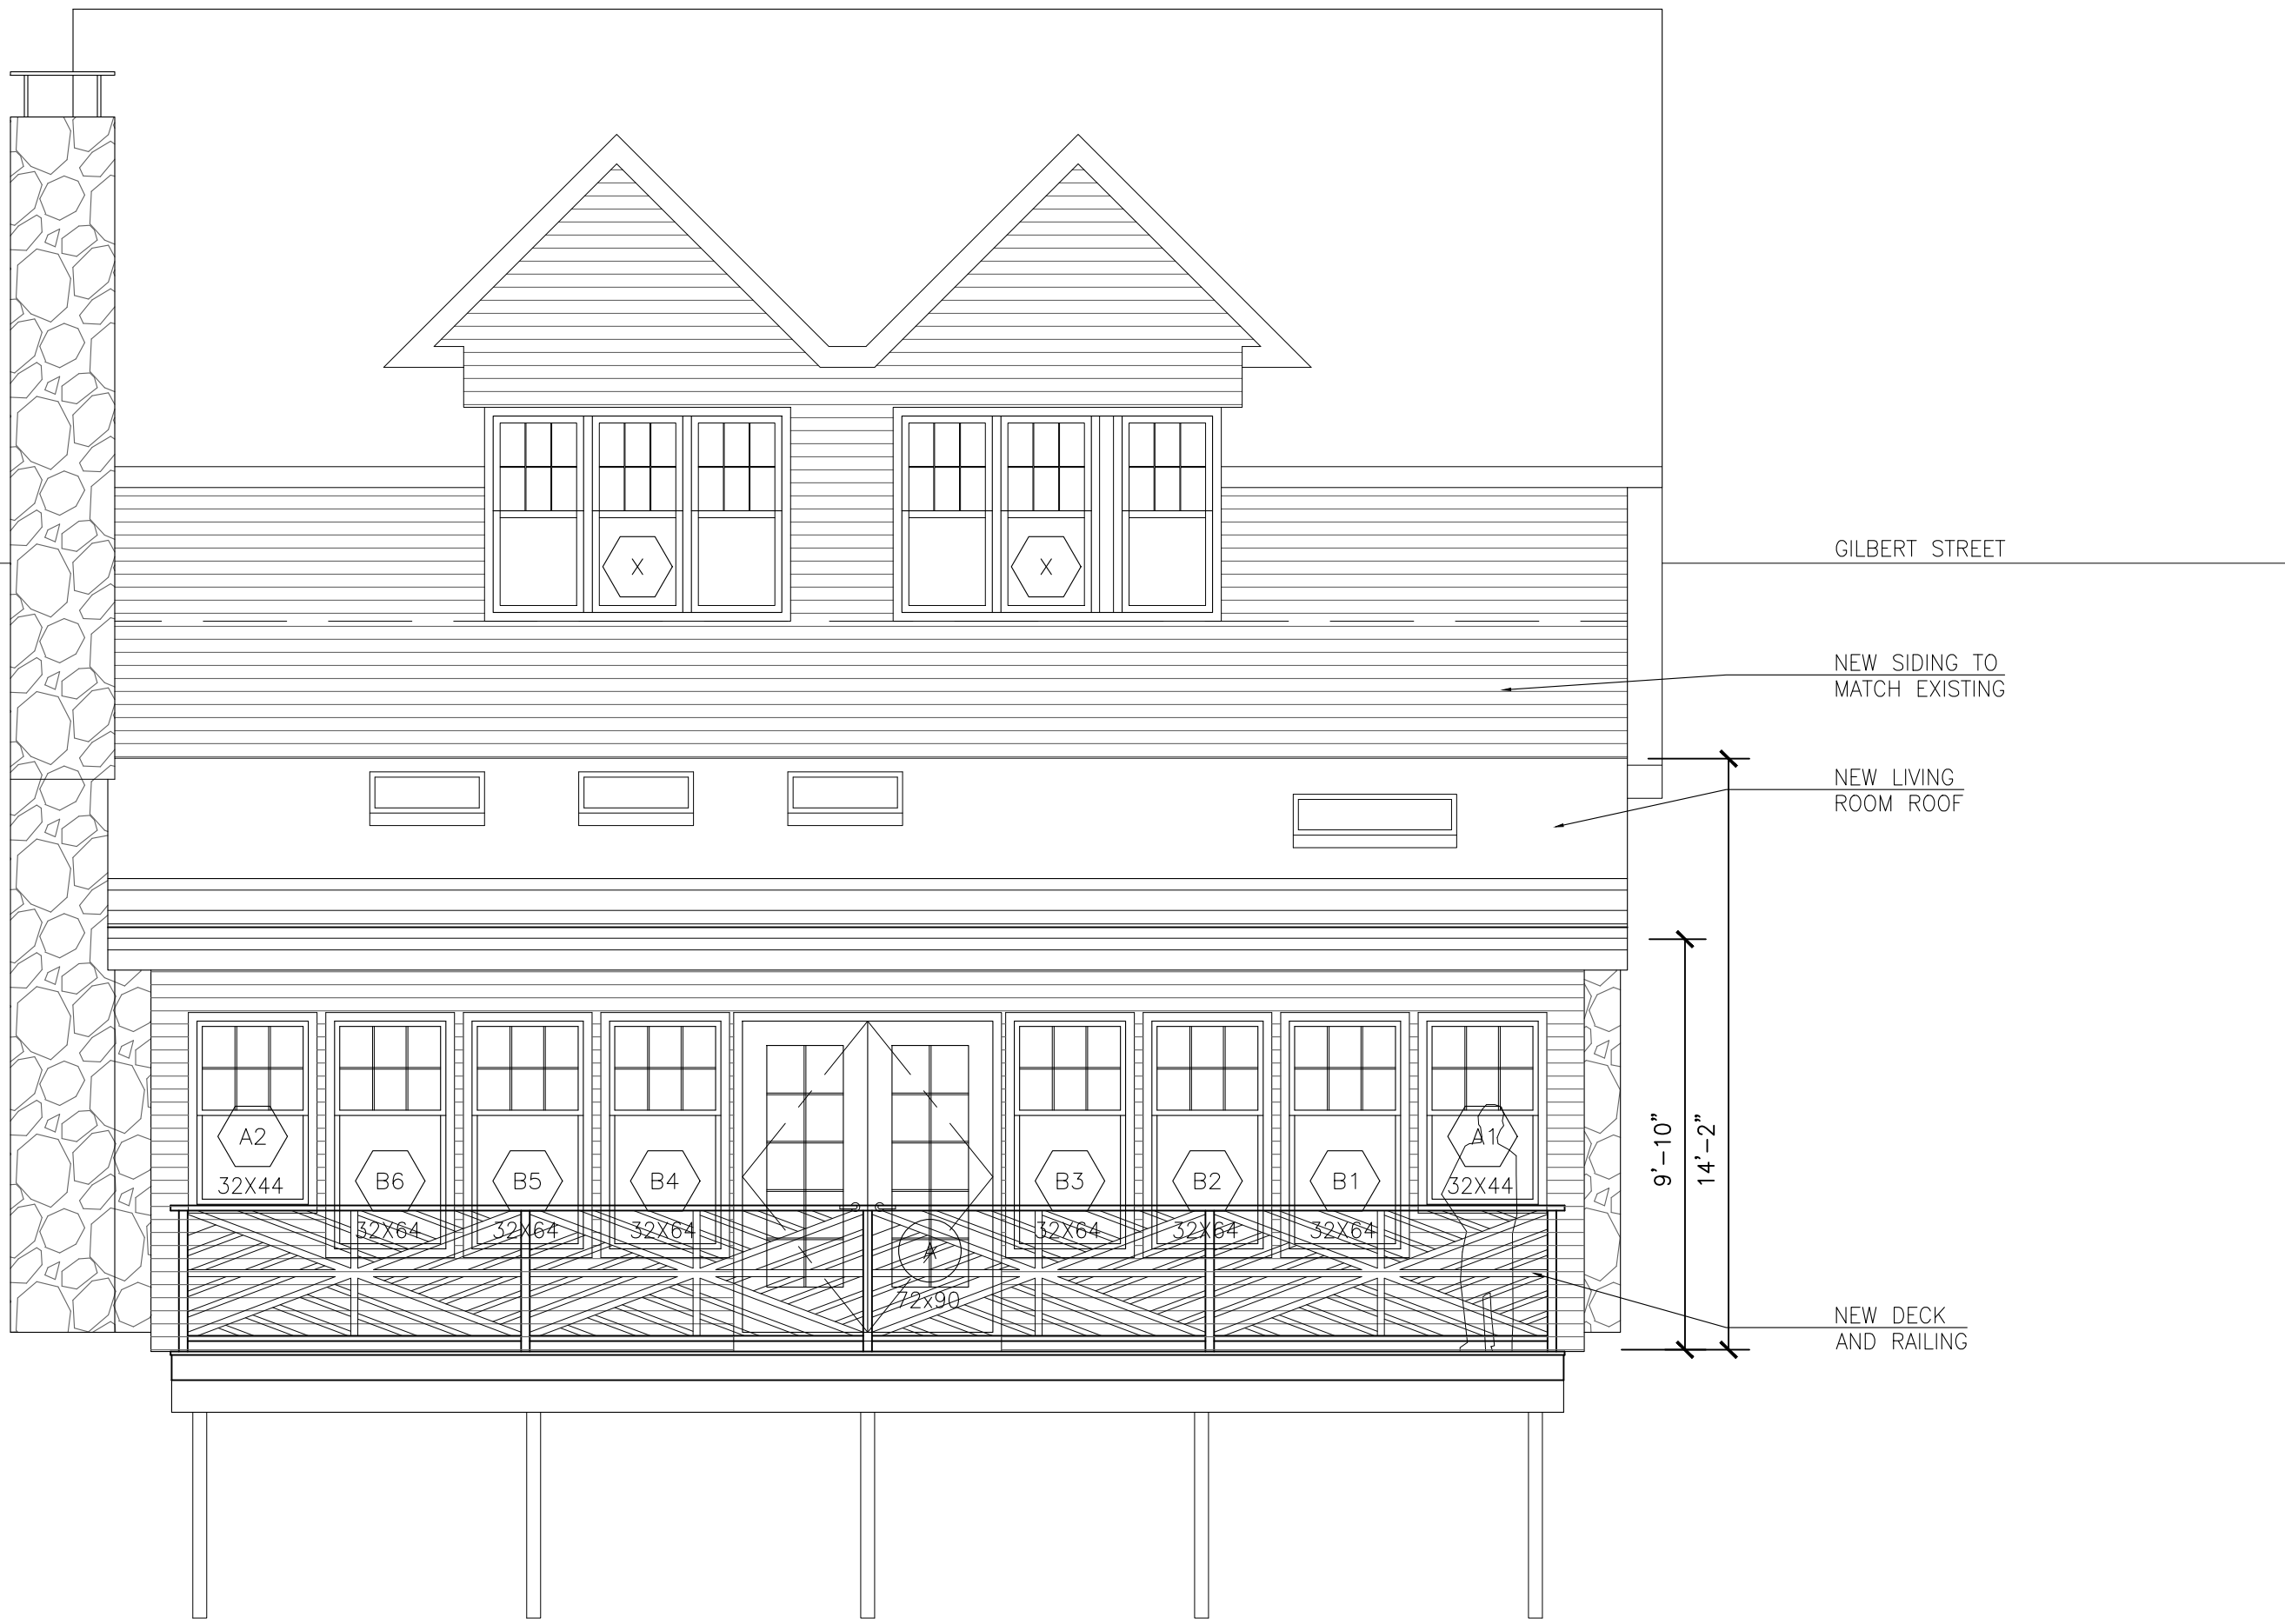 GILBERT STREET
X
X
NEW SIDING TO
MATCH EXISTING
NEW LIVING
ROOM ROOF
9'-10"
14'-2"
A2
32X44
B6
32X64
B5
32X64
B4
32X64
A
72x90
B3
32X64
B2
32X64
B1
32X64
A1
32X44
NEW DECK
AND RAILING